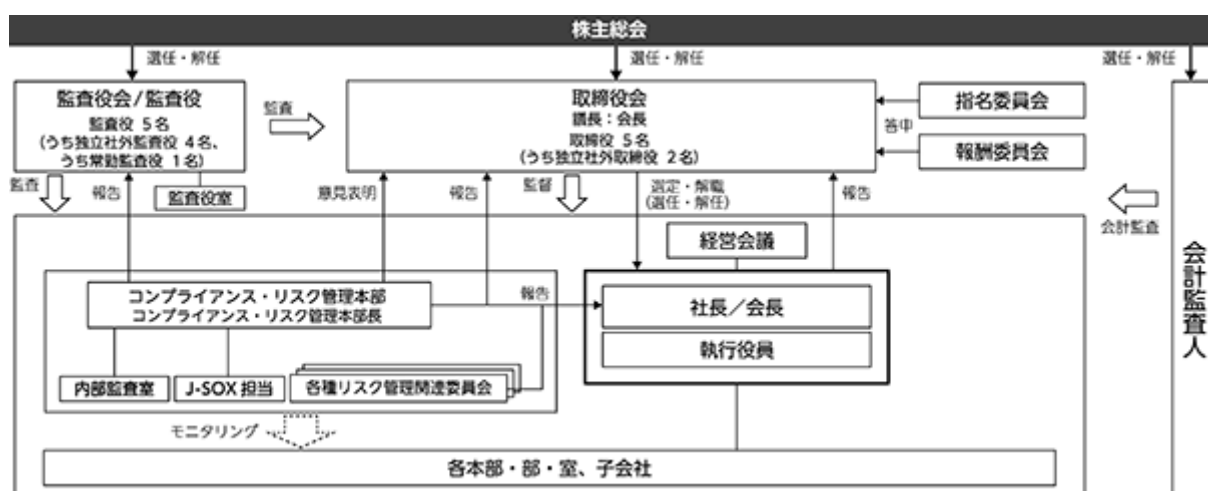 株主総会
選任・解任
選任・解任
選任・解任
監査役会/監査役
監査役 5名
(うち独立社外監査役 4名、
うち常勤監査役 1名)
監査
取締役会
議長：会長
取締役 5名
(うち独立社外取締役 2名)
指名委員会
答申
報酬委員会
監査
報告
監査役室
意見表明
報告
監督
選定・解職
(選任・解任)
報告
会計監査
会計監査人
経営会議
コンプライアンス・リスク管理本部
コンプライアンス・リスク管理本部長
報告
社長／会長
執行役員
内部監査室
J-SOX 担当
各種リスク管理関連委員会
モニタリング
各本部・部・室、子会社